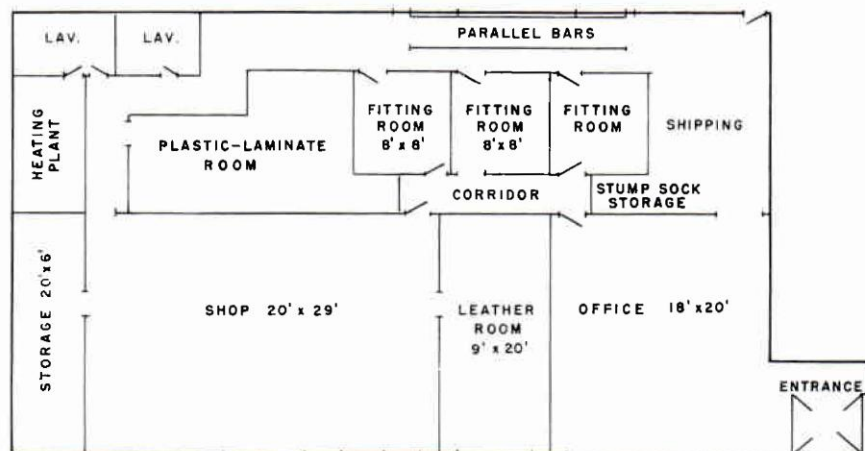 LAV.
LAV.
PARALLEL BARS
HEATING
PLANT
PLASTIC-LAMINATE
ROOM
FITTING
ROOM
8' x 8'
FITTING
ROOM
8' x 8'
FITTING
ROOM
SHIPPING
CORRIDOR
STUMP SOCK
STORAGE
STORAGE 20'x6'
SHOP 20' x 29'
LEATHER
ROOM
9' x 20'
OFFICE 18'x20'
ENTRANCE